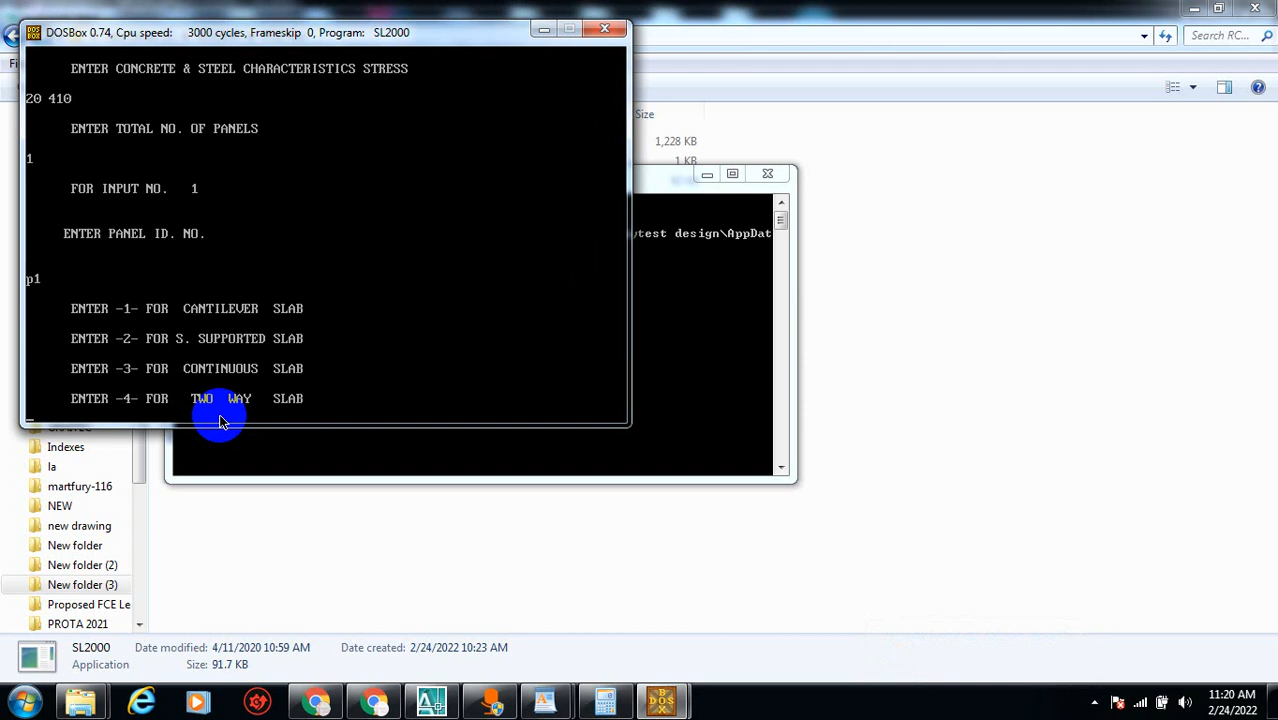 DOSBox 0.74, Cpu speed:    3000 cycles, Frameskip  0, Program:   SL2000
Search RC...
ENTER CONCRETE & STEEL CHARACTERISTICS STRESS
20 410
ENTER TOTAL NO. OF PANELS
1
FOR INPUT NO.   1
ENTER PANEL ID. NO.
p1
ENTER -1- FOR  CANTILEVER  SLAB
ENTER -2- FOR S. SUPPORTED SLAB
ENTER -3- FOR  CONTINUOUS  SLAB
ENTER -4- FOR   TWO  WAY   SLAB
Size
1,228 KB
1 KB
test design\AppDat
Indexes
la
martfury-116
NEW
new drawing
New folder
New folder (2)
New folder (3)
Proposed FCE Le
PROTA 2021
SL2000
Application
Date modified: 4/11/2020 10:59 AM
Size: 91.7 KB
Date created: 2/24/2022 10:23 AM
11:20 AM
2/24/2022